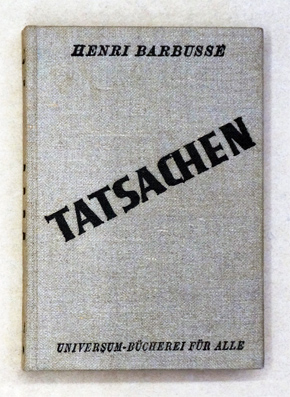 HENRI BARBUSSE
TATSACHEN
UNIVERSUM-BÜCHEREI FÜR ALLE